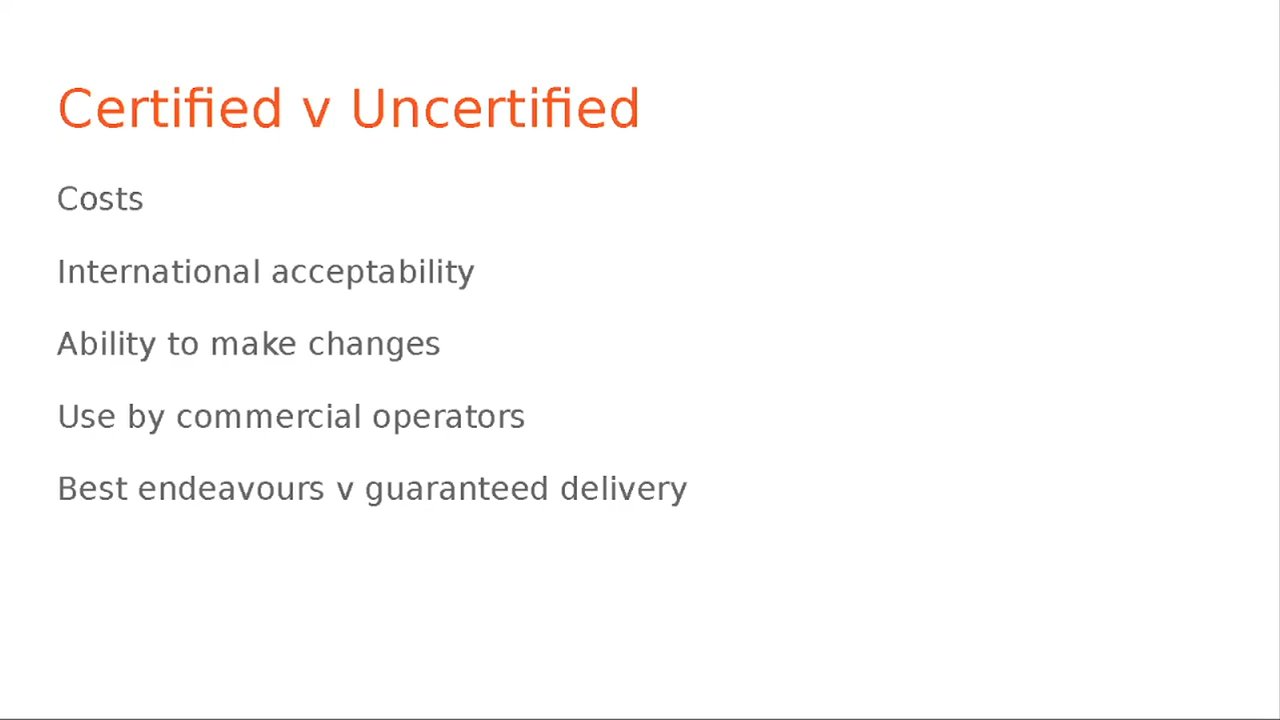 Certified v Uncertified
Costs
International acceptability
Ability to make changes
Use by commercial operators
Best endeavours v guaranteed delivery